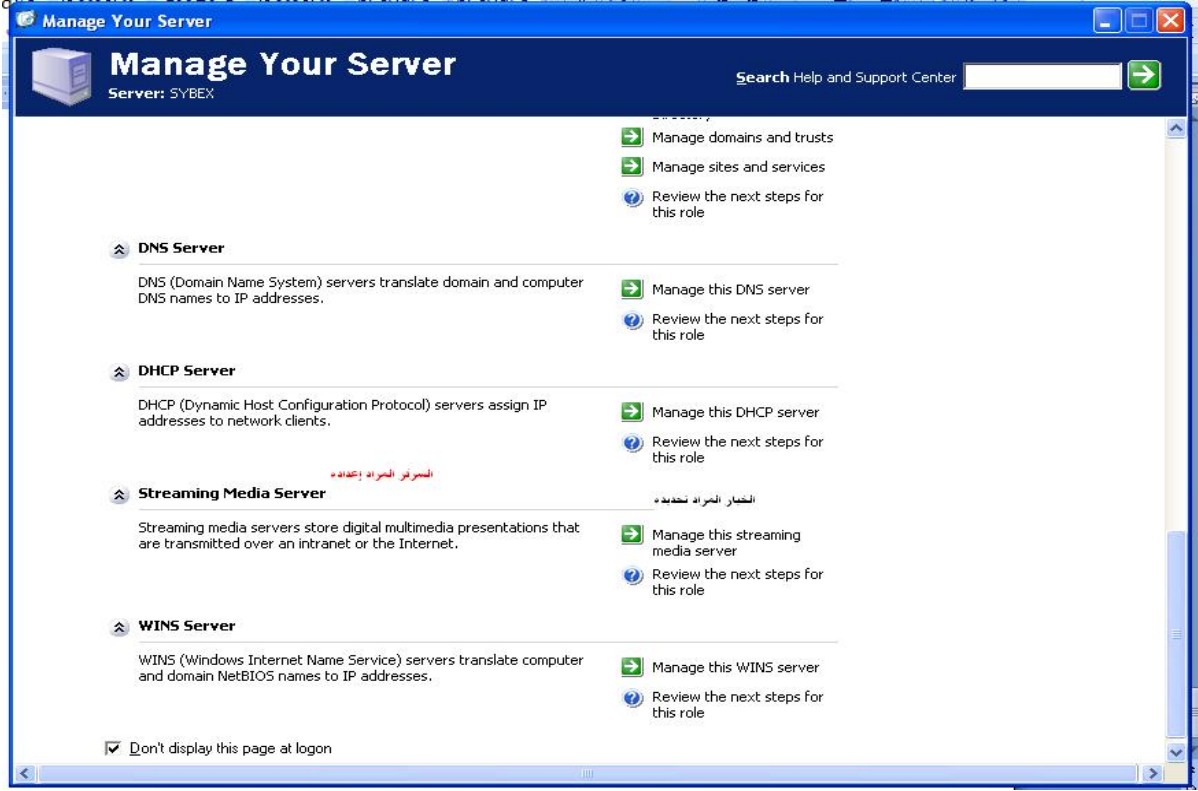 Manage Your Server
Manage Your Server
Server: SYBEX
Search Help and Support Center
Manage domains and trusts
Manage sites and services
Review the next steps for
this role
DNS Server
DNS (Domain Name System) servers translate domain and computer
DNS names to IP addresses.
Manage this DNS server
Review the next steps for
this role
DHCP Server
DHCP (Dynamic Host Configuration Protocol) servers assign IP
addresses to network clients.
Manage this DHCP server
Review the next steps for
this role
السرفر المراد إعداده
Streaming Media Server
الخيار المراد تحديده
Streaming media servers store digital multimedia presentations that
are transmitted over an intranet or the Internet.
Manage this streaming
media server
Review the next steps for
this role
WINS Server
WINS (Windows Internet Name Service) servers translate computer
and domain NetBIOS names to IP addresses.
Manage this WINS server
Review the next steps for
this role
Don't display this page at logon